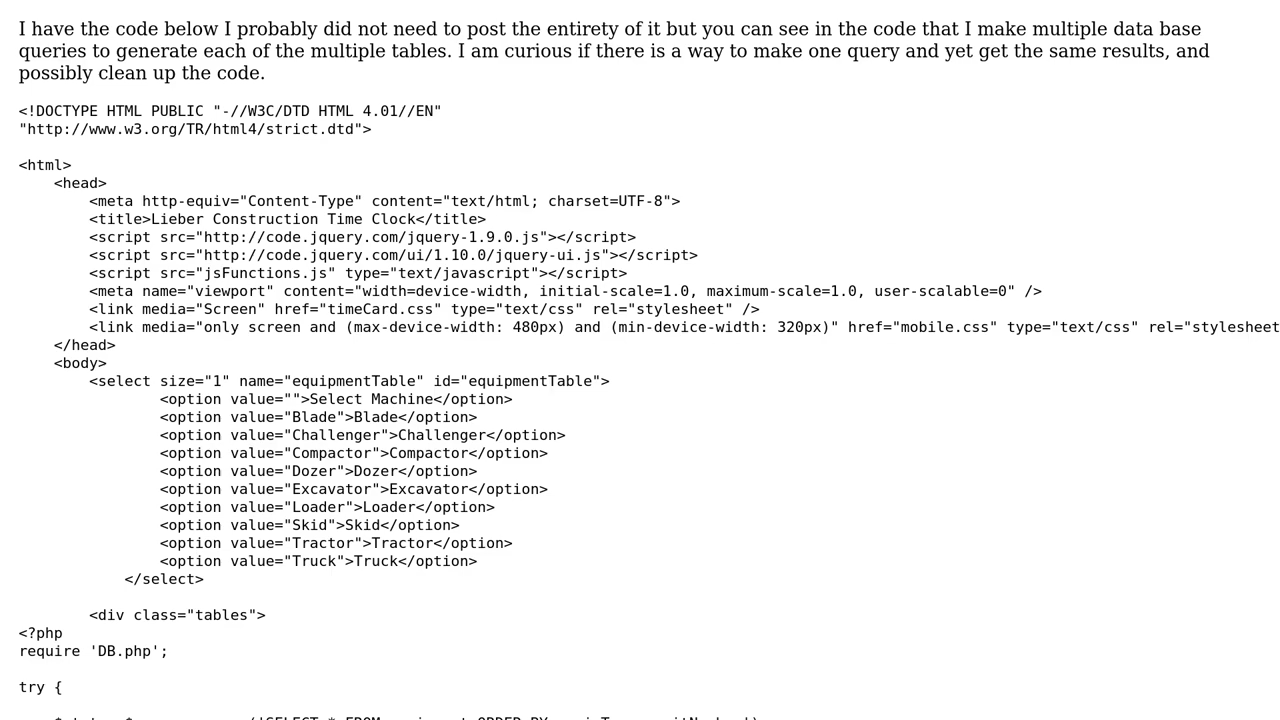 I have the code below I probably did not need to post the entirety of it but you can see in the code that I make multiple data base
queries to generate each of the multiple tables. I am curious if there is a way to make one query and yet get the same results, and
possibly clean up the code.
<!DOCTYPE HTML PUBLIC "-//W3C/DTD HTML 4.01//EN"
"http://www.w3.org/TR/html4/strict.dtd">
<html>
    <head>
        <meta http-equiv="Content-Type" content="text/html; charset=UTF-8">
        <title>Lieber Construction Time Clock</title>
        <script src="http://code.jquery.com/jquery-1.9.0.js"></script>
        <script src="http://code.jquery.com/ui/1.10.0/jquery-ui.js"></script>
        <script src="jsFunctions.js" type="text/javascript"></script>
        <meta name="viewport" content="width=device-width, initial-scale=1.0, maximum-scale=1.0, user-scalable=0" />
        <link media="Screen" href="timeCard.css" type="text/css" rel="stylesheet" />
        <link media="only screen and (max-device-width: 480px) and (min-device-width: 320px)" href="mobile.css" type="text/css" rel="stylesheet
    </head>
    <body>
        <select size="1" name="equipmentTable" id="equipmentTable">
                <option value="">Select Machine</option>
                <option value="Blade">Blade</option>
                <option value="Challenger">Challenger</option>
                <option value="Compactor">Compactor</option>
                <option value="Dozer">Dozer</option>
                <option value="Excavator">Excavator</option>
                <option value="Loader">Loader</option>
                <option value="Skid">Skid</option>
                <option value="Tractor">Tractor</option>
                <option value="Truck">Truck</option>
            </select>
        <div class="tables">
<?php
require 'DB.php';
try {